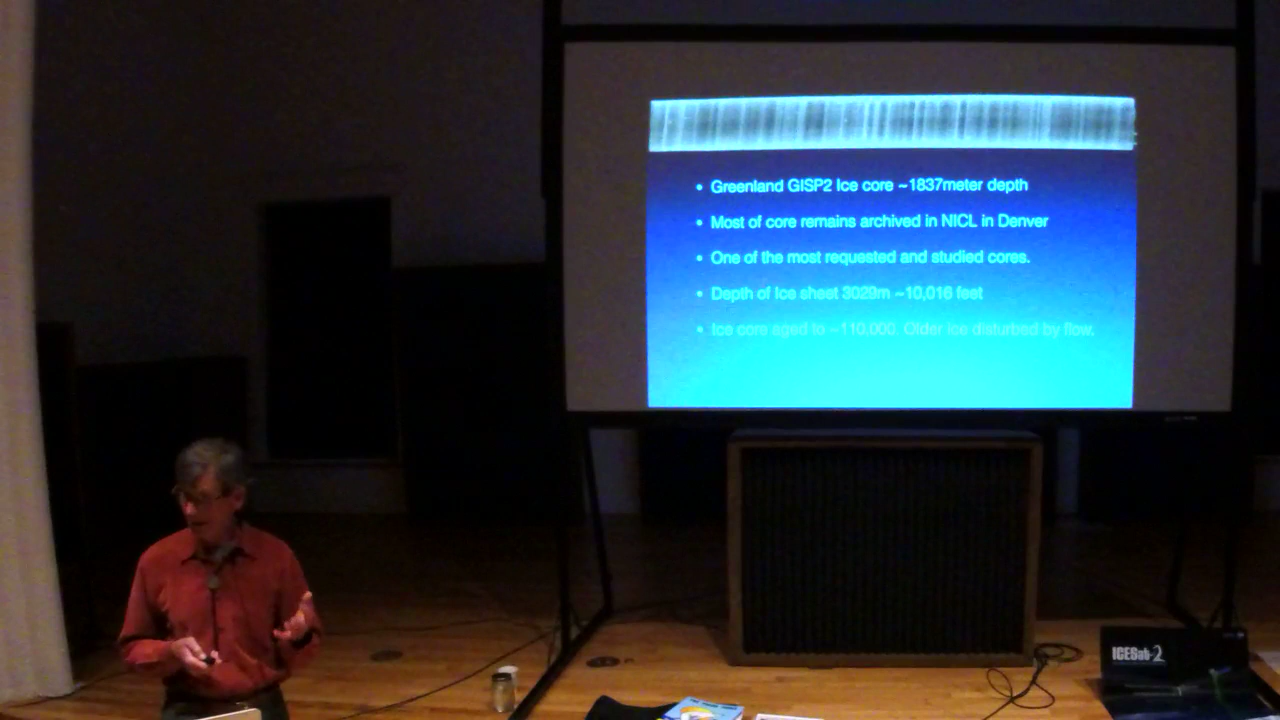 • Greenland GISP2 Ice core ~1837meter depth
• Most of core remains archived in NICL in Denver
• One of the most requested and studied cores.
• Depth of Ice sheet 3029m ~10,016 feet
• Ice core aged to ~110,000. Older ice disturbed by flow.
ICESat-2